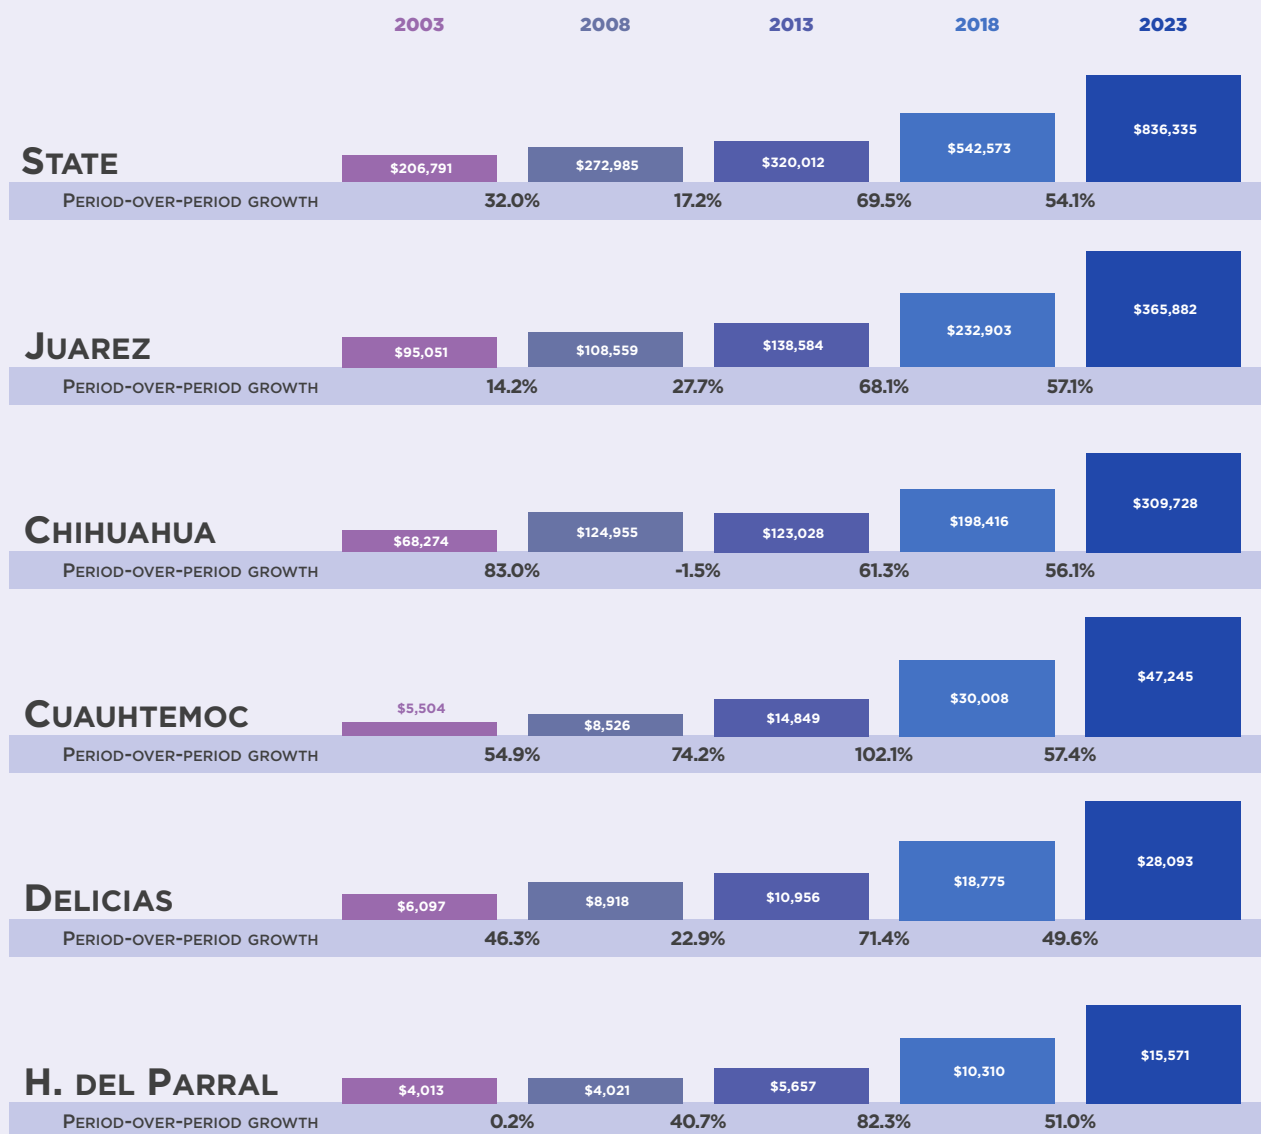 2003 2008 2013 2018 2023
State $206,791 $272,985 $320,012 $542,573 $836,335
Period-over-period growth 32.0% 17.2% 69.5% 54.1%
Juarez $95,051 $108,559 $138,584 $232,903 $365,882
Period-over-period growth 14.2% 27.7% 68.1% 57.1%
Chihuahua $68,274 $124,955 $123,028 $198,416 $309,728
Period-over-period growth 83.0% -1.5% 61.3% 56.1%
Cuauhtemoc $5,504 $8,526 $14,849 $30,008 $47,245
Period-over-period growth 54.9% 74.2% 102.1% 57.4%
Delicias $6,097 $8,918 $10,956 $18,775 $28,093
Period-over-period growth 46.3% 22.9% 71.4% 49.6%
H. del Parral $4,013 $4,021 $5,657 $10,310 $15,571
Period-over-period growth 0.2% 40.7% 82.3% 51.0%